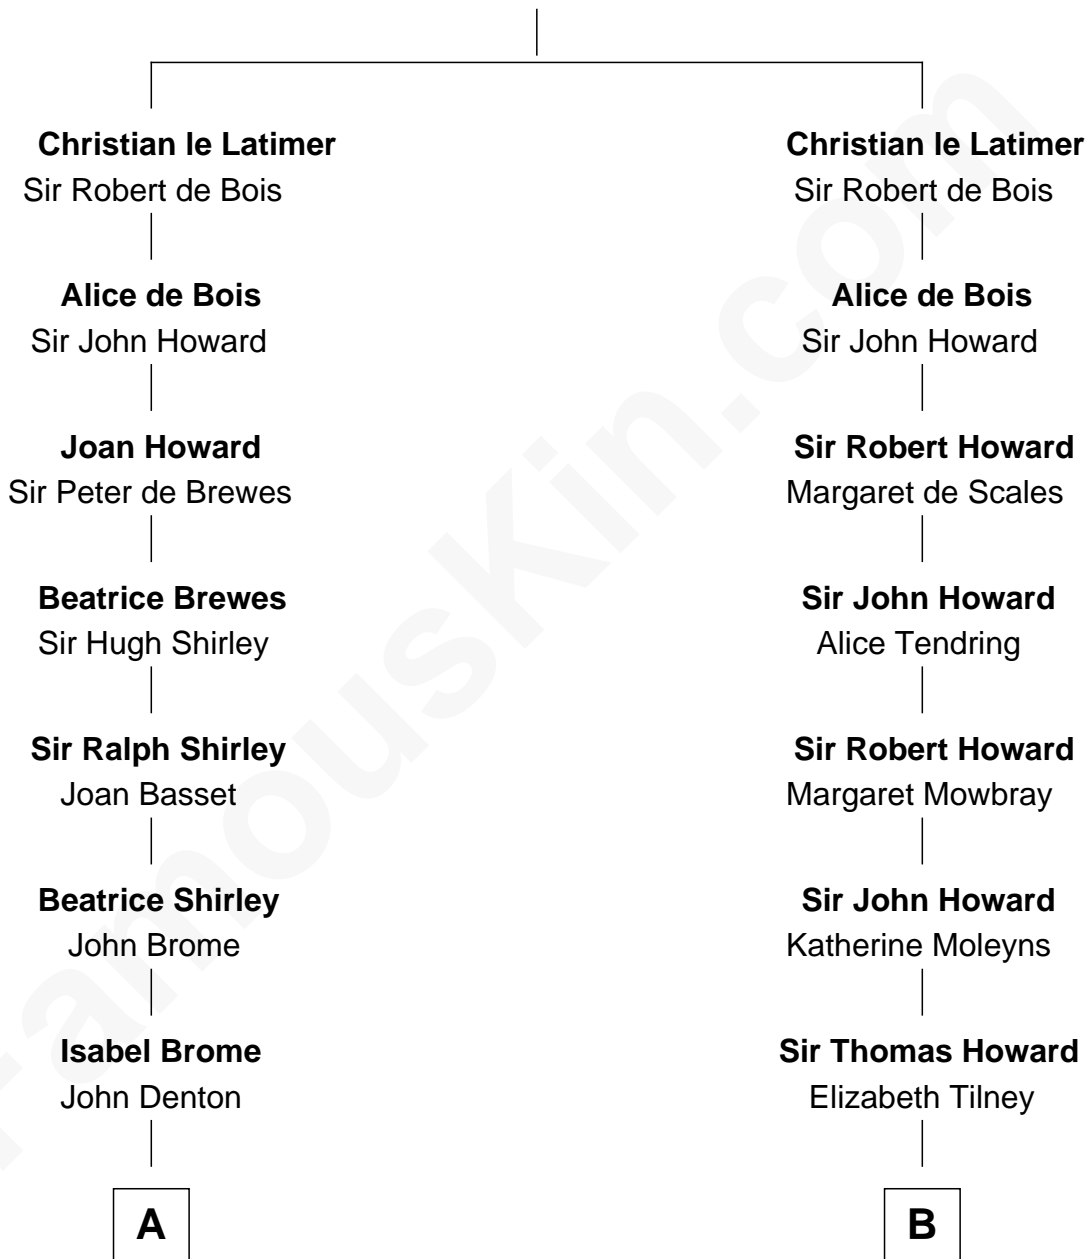 Christian le Latimer
Sir Robert de Bois
Alice de Bois
Sir John Howard
Joan Howard
Sir Peter de Brewes
Beatrice Brewes
Sir Hugh Shirley
Sir Ralph Shirley
Joan Basset
Beatrice Shirley
John Brome
Isabel Brome
John Denton
A
Christian le Latimer
Sir Robert de Bois
Alice de Bois
Sir John Howard
Sir Robert Howard
Margaret de Scales
Sir John Howard
Alice Tendring
Sir Robert Howard
Margaret Mowbray
Sir John Howard
Katherine Moleyns
Sir Thomas Howard
Elizabeth Tilney
B
FamousKin.com